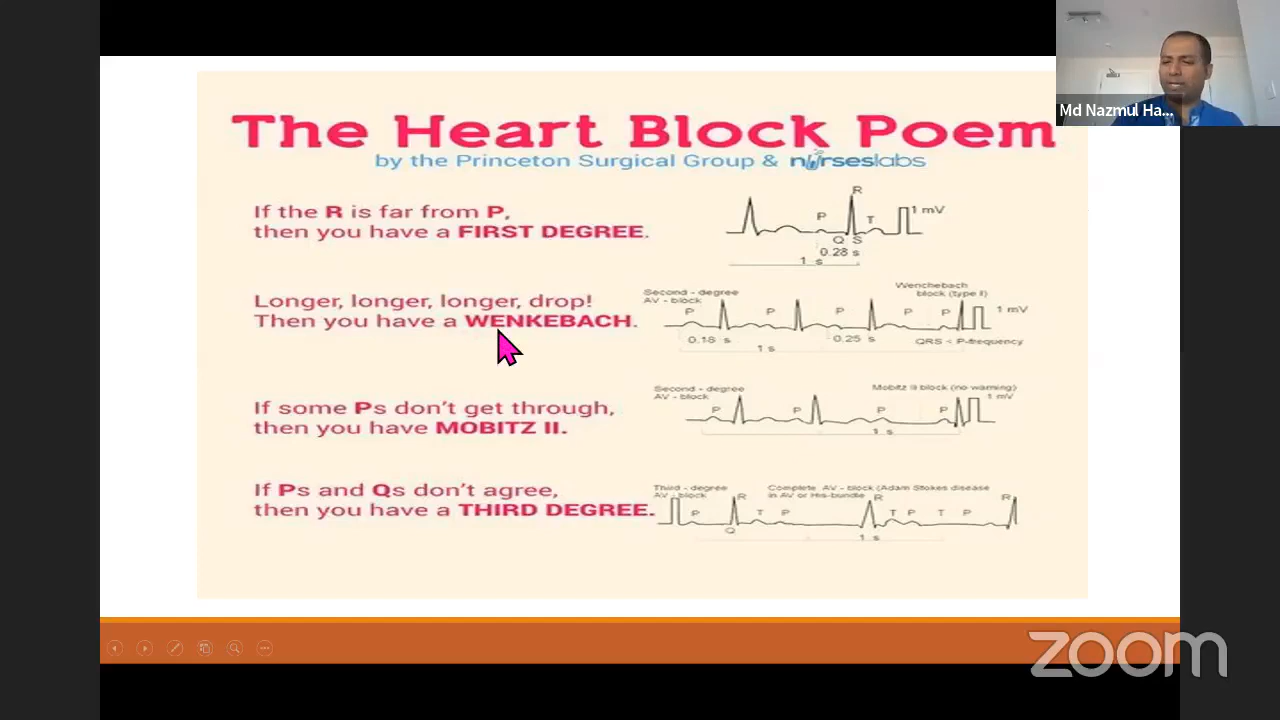 The Heart Block Poem
by the Princeton Surgical Group & nurseslabs
Md Nazmul Ha...
If the R is far from P,
then you have a FIRST DEGREE.
R
P
T
1 mV
Q S
0.28 s
1 s
Longer, longer, longer, drop!
Then you have a WENKEBACH.
Second - degree
AV - block
Wenchebach
block (type I)
P
P
P
P
P
1 mV
0.18 s
0.25 s
QRS < P-frequency
1 s
If some Ps don't get through,
then you have MOBITZ II.
Second - degree
AV - block
Mobitz II block (no warning)
P
P
P
P
1 mV
1 s
If Ps and Qs don't agree,
then you have a THIRD DEGREE.
Third - degree
AV - block
Complete AV - block (Adam Stokes disease
in AV or His-bundle
R
R
R
P
T
P
T
P
T
P
Q
1 s
zoom